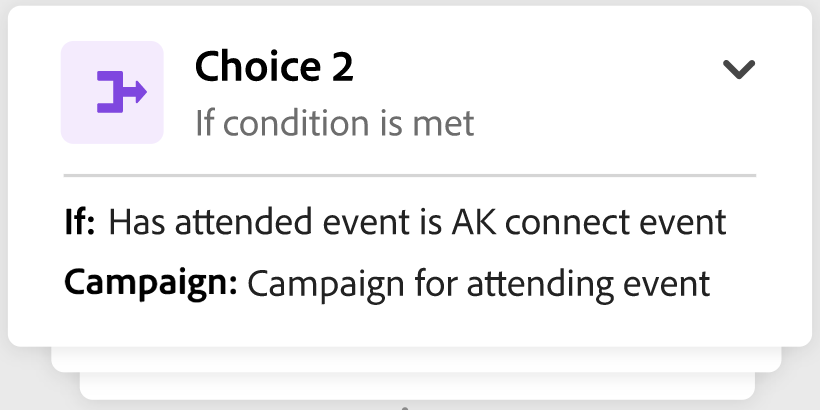 Choice 2
If condition is met
If: Has attended event is AK connect event
Campaign: Campaign for attending event